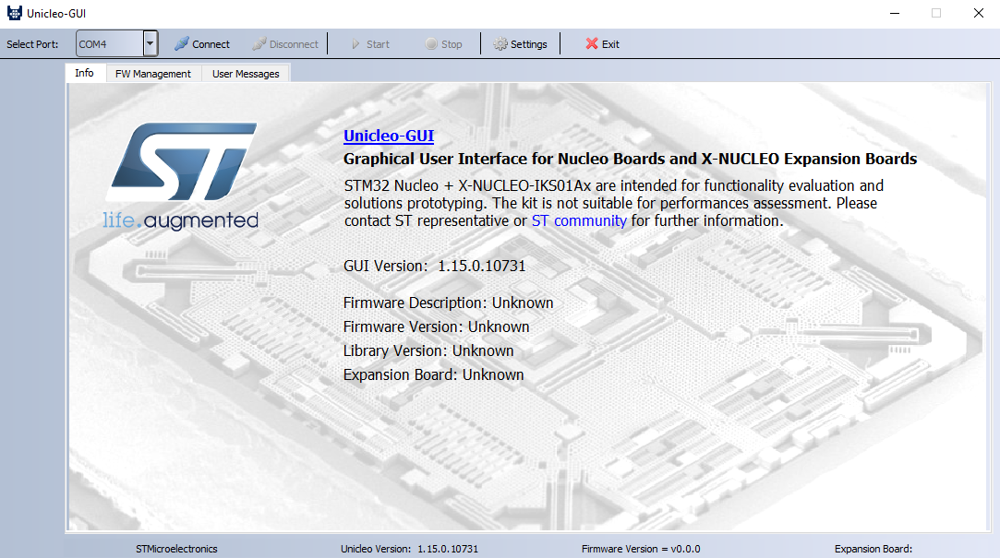 Unicleo-GUI
Select Port: COM4 Connect Disconnect Start Stop Settings Exit
Info FW Management User Messages
ST
life.augmented
Unicleo-GUI
Graphical User Interface for Nucleo Boards and X-NUCLEO Expansion Boards
STM32 Nucleo + X-NUCLEO-IKS01Ax are intended for functionality evaluation and
solutions prototyping. The kit is not suitable for performances assessment. Please
contact ST representative or ST community for further information.
GUI Version: 1.15.0.10731
Firmware Description: Unknown
Firmware Version: Unknown
Library Version: Unknown
Expansion Board: Unknown
STMicroelectronics Unicleo Version: 1.15.0.10731 Firmware Version = v0.0.0 Expansion Board: